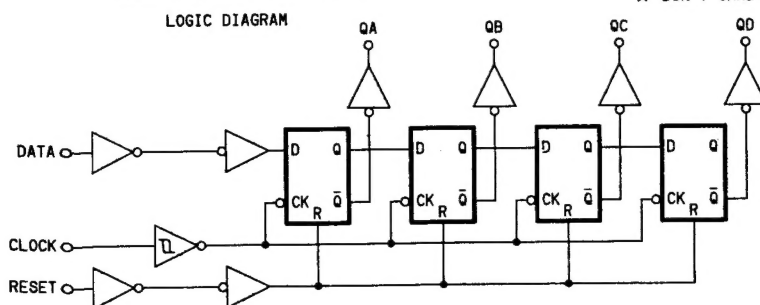 LOGIC DIAGRAM
QA QB QC QD
DATA
D Q D Q D Q D Q
CK Q̅ CK Q̅ CK Q̅ CK Q̅
R R R R
CLOCK
RESET